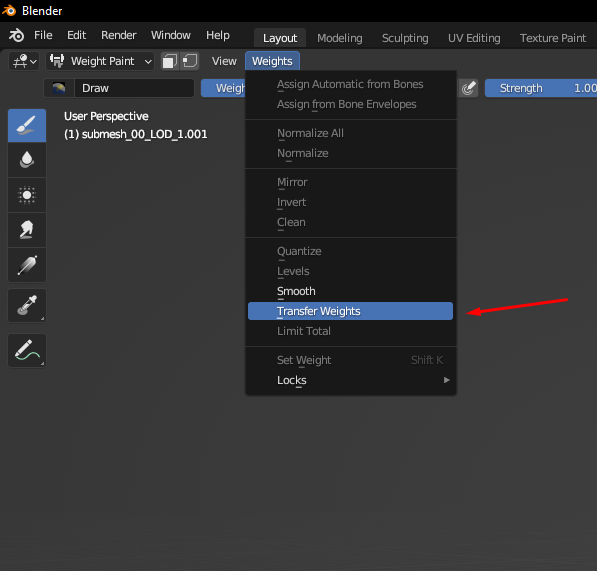 Blender
File Edit Render Window Help Layout Modeling Sculpting UV Editing Texture Paint
Weight Paint View Weights
Draw Strength 1.00
User Perspective
(1) submesh_00_LOD_1.001
Assign Automatic from Bones
Assign from Bone Envelopes
Normalize All
Normalize
Mirror
Invert
Clean
Quantize
Levels
Smooth
Transfer Weights
Limit Total
Set Weight Shift K
Locks